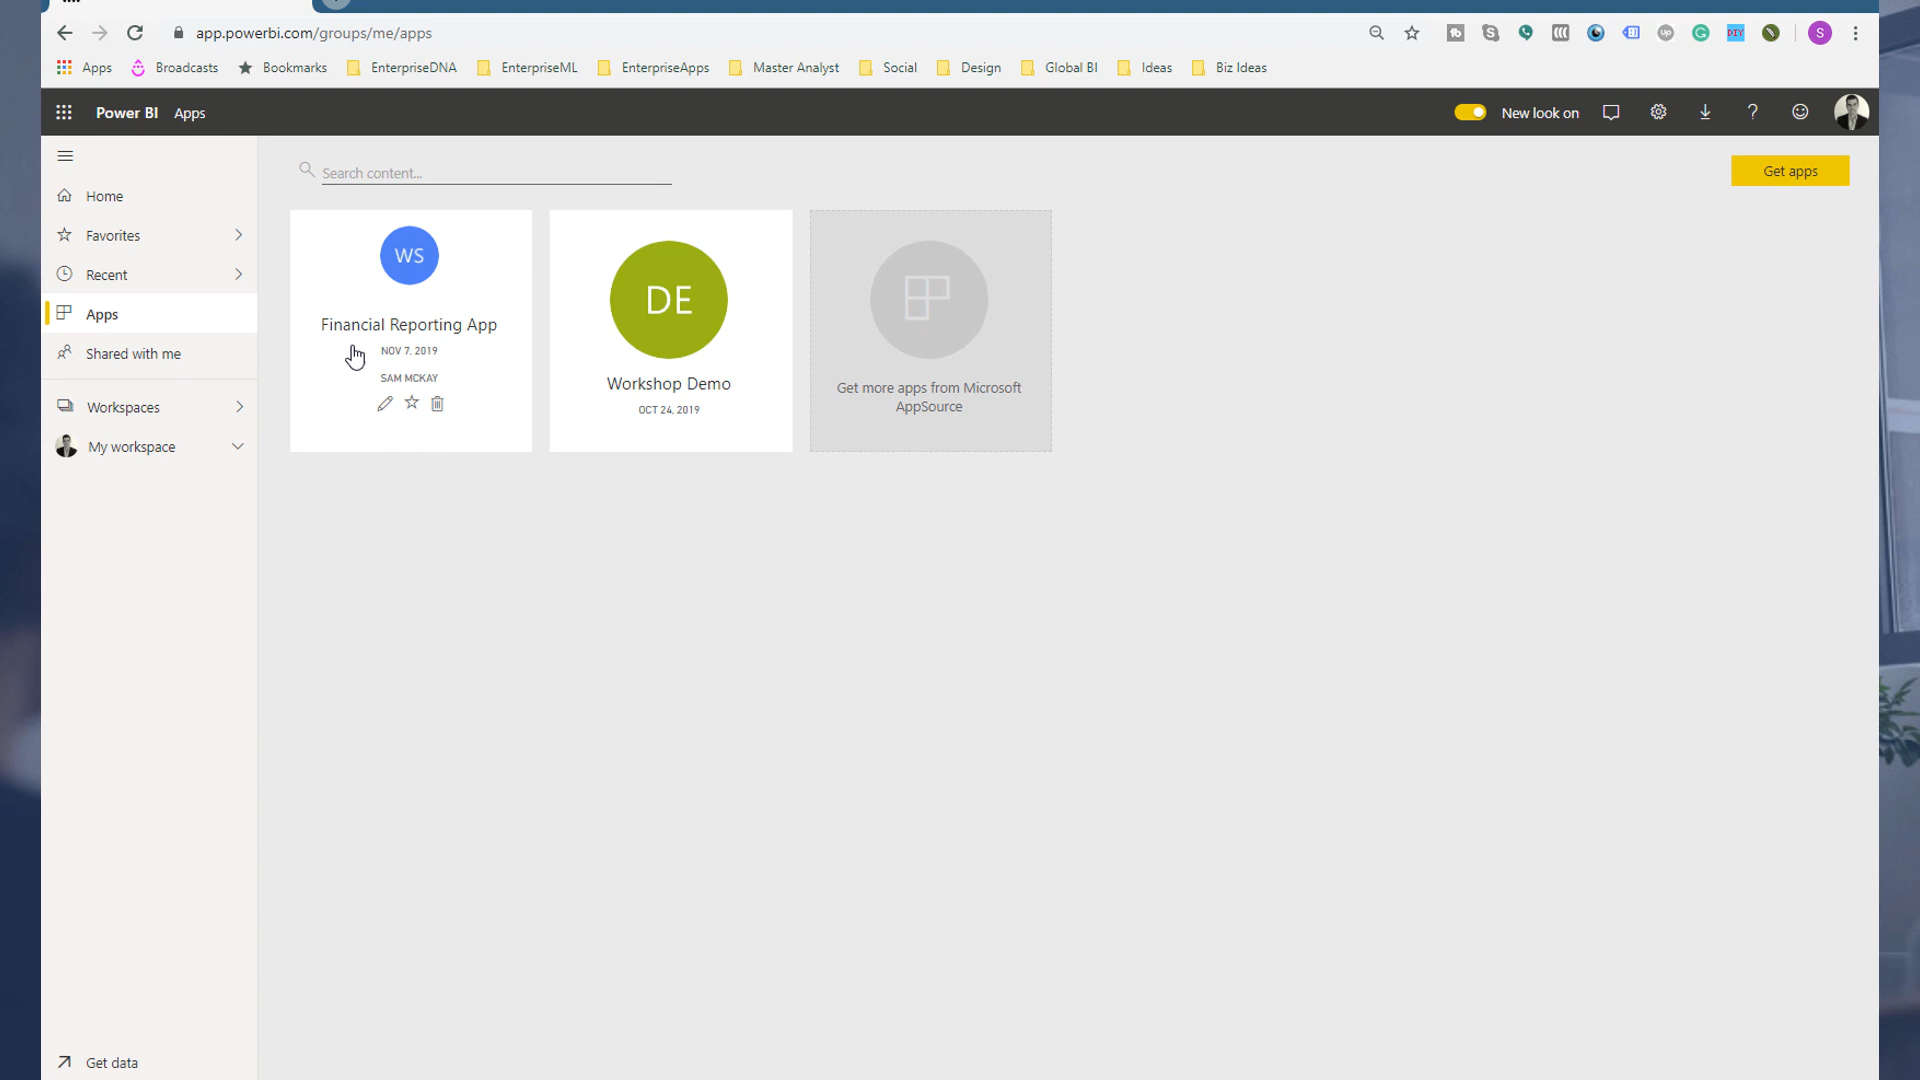 app.powerbi.com/groups/me/apps
Apps Broadcasts Bookmarks EnterpriseDNA EnterpriseML EnterpriseApps Master Analyst Social Design Global BI Ideas Biz Ideas
Power BI Apps New look on
Search content...
Get apps
Home
Favorites
Recent
Apps
Shared with me
Workspaces
My workspace
Get data
WS
Financial Reporting App
NOV 7, 2019
SAM MCKAY
DE
Workshop Demo
OCT 24, 2019
Get more apps from Microsoft
AppSource
S
DIY
Up